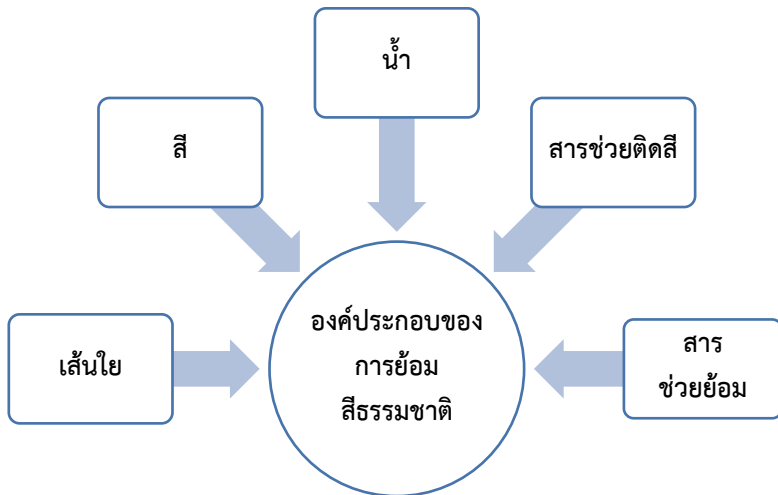 น้ำ
สี
สารช่วยติดสี
องค์ประกอบของ
การย้อม
สีธรรมชาติ
เส้นใย
สาร
ช่วยย้อม